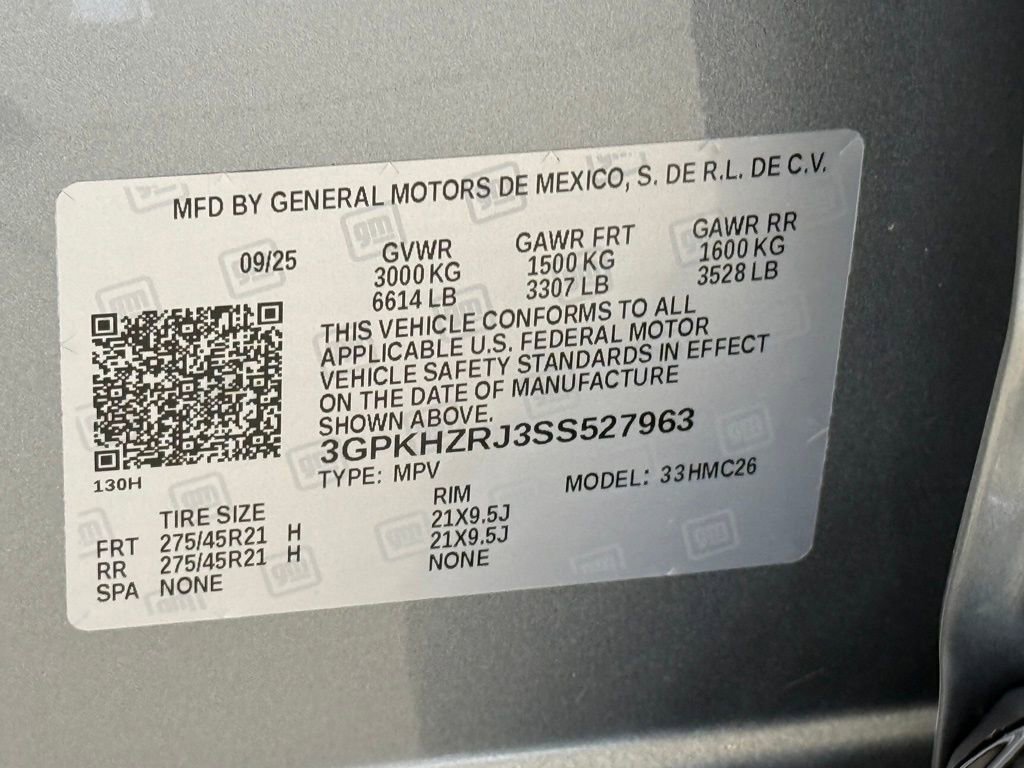 MFD BY GENERAL MOTORS DE MEXICO, S. DE R.L. DE C.V.
09/25 GVWR GAWR FRT GAWR RR
3000 KG 1500 KG 1600 KG
6614 LB 3307 LB 3528 LB
THIS VEHICLE CONFORMS TO ALL
APPLICABLE U.S. FEDERAL MOTOR
VEHICLE SAFETY STANDARDS IN EFFECT
ON THE DATE OF MANUFACTURE
SHOWN ABOVE.
3GPKHZRJ3SS527963
TYPE: MPV MODEL: 33HMC26
130H
TIRE SIZE RIM
FRT 275/45R21 H 21X9.5J
RR 275/45R21 H 21X9.5J
SPA NONE NONE